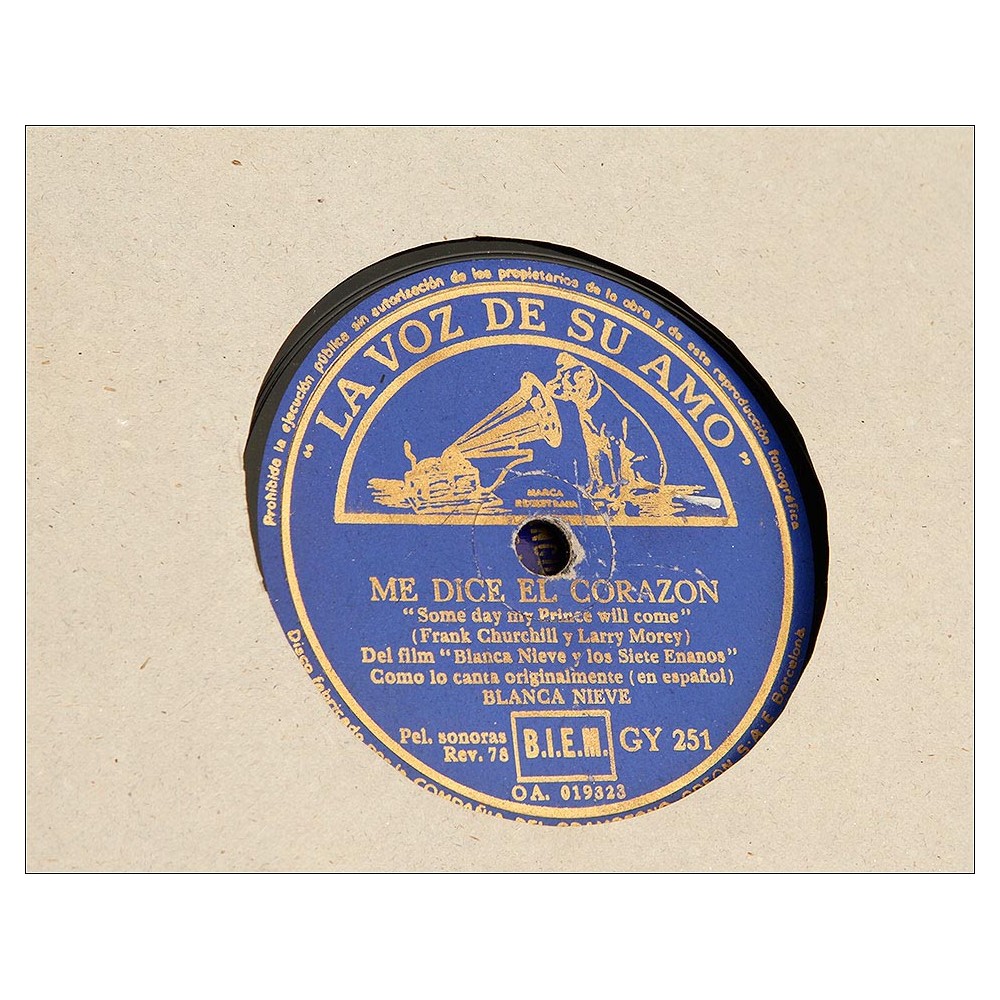 Prohibido la ejecución pública sin autorización de los propietarios de la obra y de esta reproducción fonográfica
“LA VOZ DE SU AMO”
MARCA
REGISTRADA
ME DICE EL CORAZON
“Some day my Prince will come”
(Frank Churchill y Larry Morey)
Del film “Blanca Nieve y los Siete Enanos”
Como lo canta originalmente (en español)
BLANCA NIEVE
Pel. sonoras
Rev. 78
B.I.E.M.
GY 251
OA. 019323
Disco fabricado por la COMPAÑIA DEL GRAMOFONO ODEON S.A.E. Barcelona